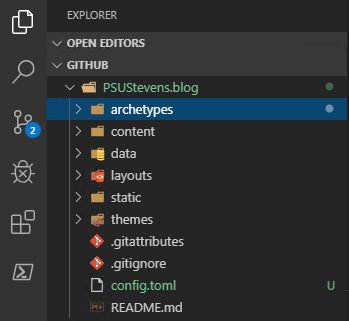 EXPLORER
OPEN EDITORS
GITHUB
PSUStevens.blog
archetypes
content
data
layouts
static
themes
.gitattributes
.gitignore
config.toml U
README.md
2